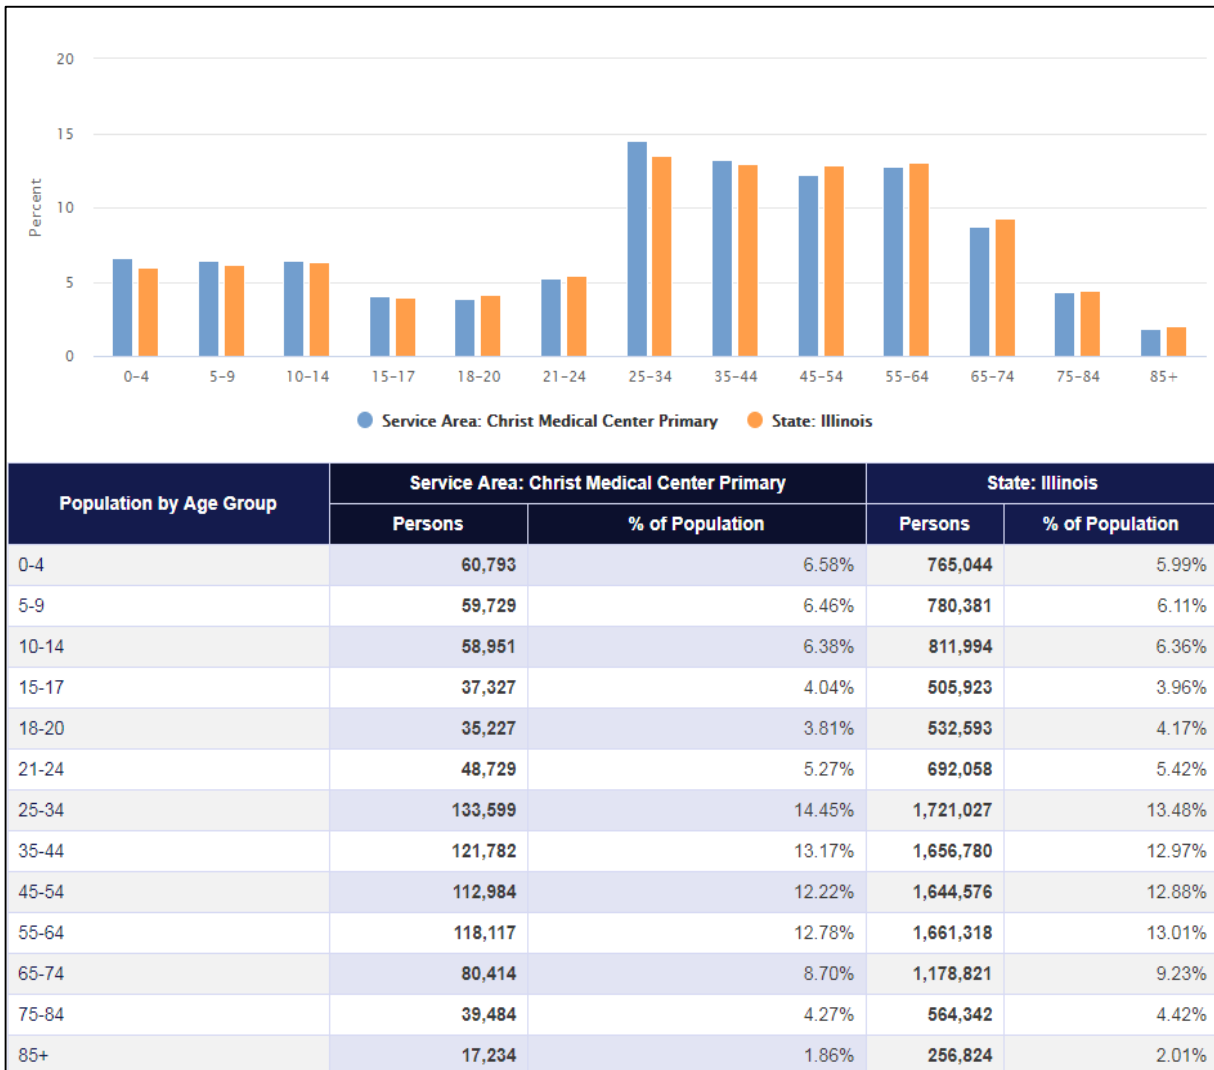 20
15
10
5
0
Percent
0-4 5-9 10-14 15-17 18-20 21-24 25-34 35-44 45-54 55-64 65-74 75-84 85+
Service Area: Christ Medical Center Primary State: Illinois
Population by Age Group Service Area: Christ Medical Center Primary State: Illinois
Persons % of Population Persons % of Population
0-4 60,793 6.58% 765,044 5.99%
5-9 59,729 6.46% 780,381 6.11%
10-14 58,951 6.38% 811,994 6.36%
15-17 37,327 4.04% 505,923 3.96%
18-20 35,227 3.81% 532,593 4.17%
21-24 48,729 5.27% 692,058 5.42%
25-34 133,599 14.45% 1,721,027 13.48%
35-44 121,782 13.17% 1,656,780 12.97%
45-54 112,984 12.22% 1,644,576 12.88%
55-64 118,117 12.78% 1,661,318 13.01%
65-74 80,414 8.70% 1,178,821 9.23%
75-84 39,484 4.27% 564,342 4.42%
85+ 17,234 1.86% 256,824 2.01%